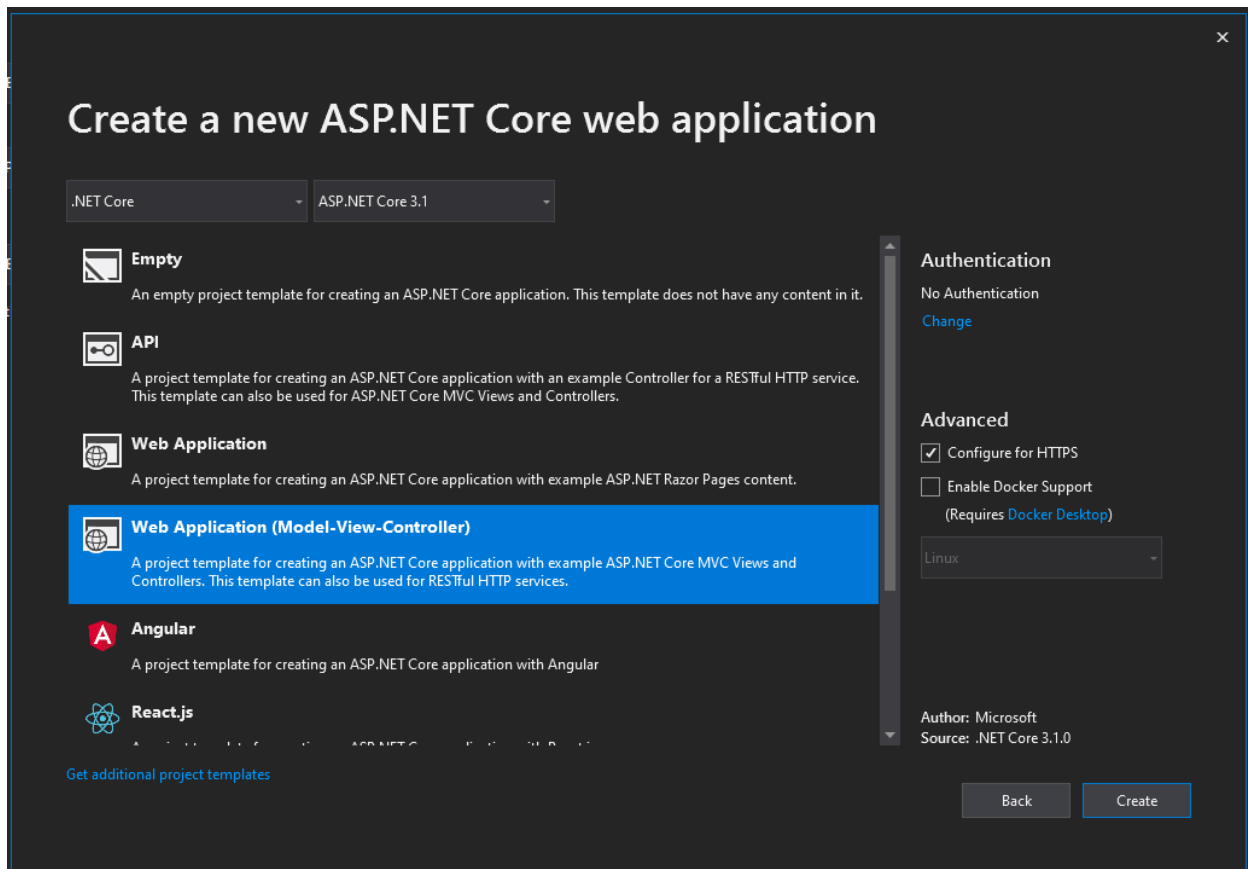 Create a new ASP.NET Core web application
.NET Core
ASP.NET Core 3.1
Empty
An empty project template for creating an ASP.NET Core application. This template does not have any content in it.
API
A project template for creating an ASP.NET Core application with an example Controller for a RESTful HTTP service.
This template can also be used for ASP.NET Core MVC Views and Controllers.
Web Application
A project template for creating an ASP.NET Core application with example ASP.NET Razor Pages content.
Web Application (Model-View-Controller)
A project template for creating an ASP.NET Core application with example ASP.NET Core MVC Views and
Controllers. This template can also be used for RESTful HTTP services.
Angular
A project template for creating an ASP.NET Core application with Angular
React.js
Get additional project templates
Authentication
No Authentication
Change
Advanced
Configure for HTTPS
Enable Docker Support
(Requires Docker Desktop)
Linux
Author: Microsoft
Source: .NET Core 3.1.0
Back
Create